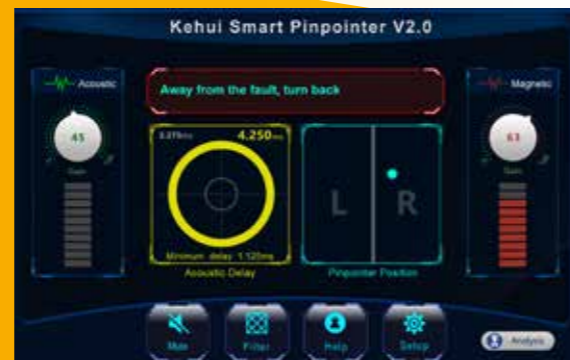 Kehui Smart Pinpointer V2.0
Acoustic
Magnetic
Away from the fault, turn back
45
4.250ms
63
Gain
Gain
L
R
Minimum delay 1.125ms
Acoustic Delay
Pinpointer Position
Mute
Filter
Help
Setup
Analysis